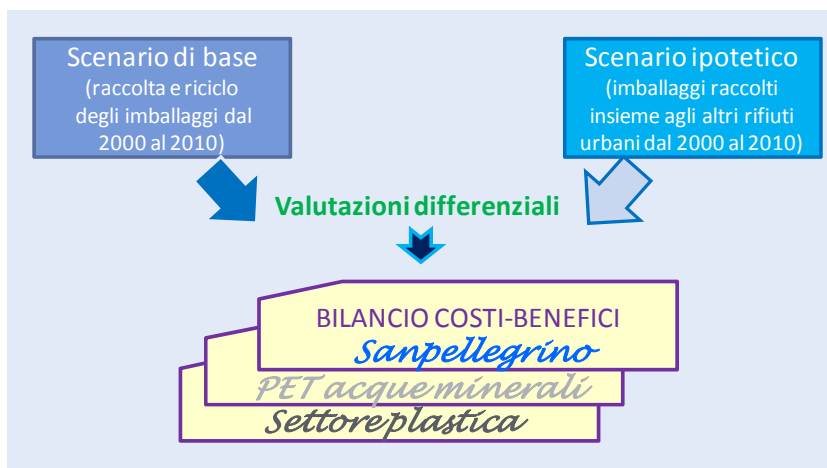 Scenario di base
(raccolta e riciclo
degli imballaggi dal
2000 al 2010)
Scenario ipotetico
(imballaggi raccolti
insieme agli altri rifiuti
urbani dal 2000 al 2010)
Valutazioni differenziali
BILANCIO COSTI-BENEFICI
Sanpellegrino
PET acque minerali
Settore plastica